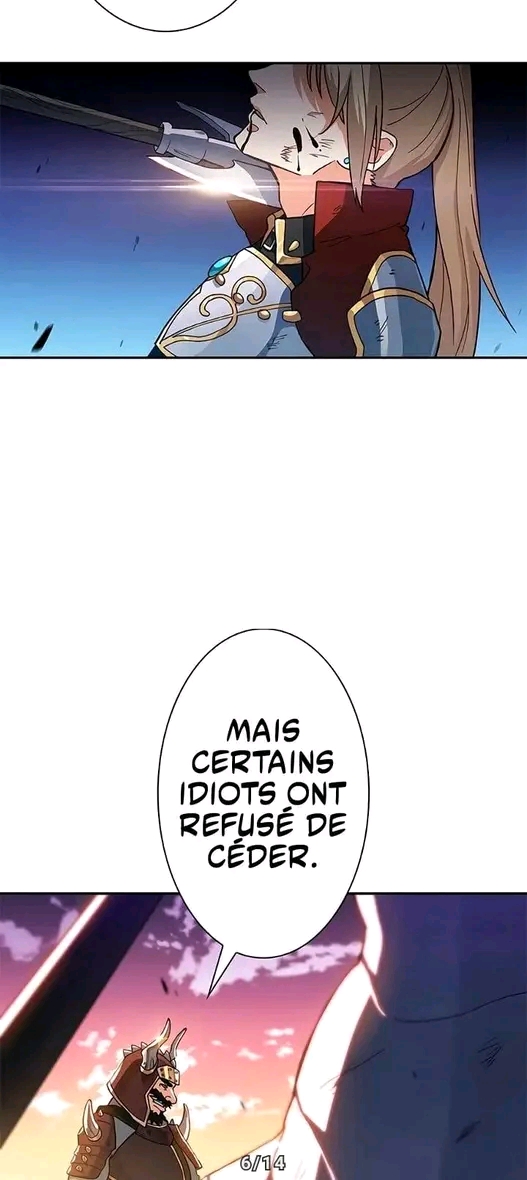 MAIS
CERTAINS
IDIOTS ONT
REFUSÉ DE
CÉDER.
6/14